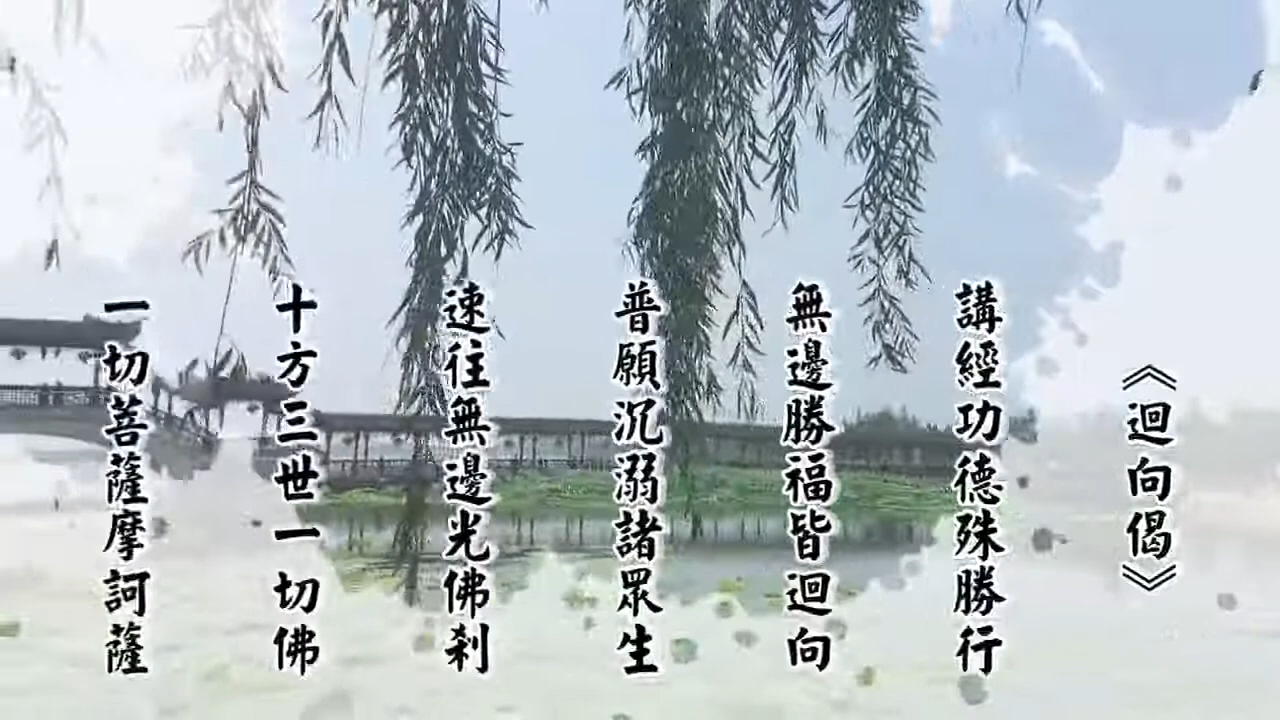 《迴向偈》
講經功德殊勝行
無邊勝福皆迴向
普願沉溺諸眾生
速往無邊光佛剎
十方三世一切佛
一切菩薩摩訶薩